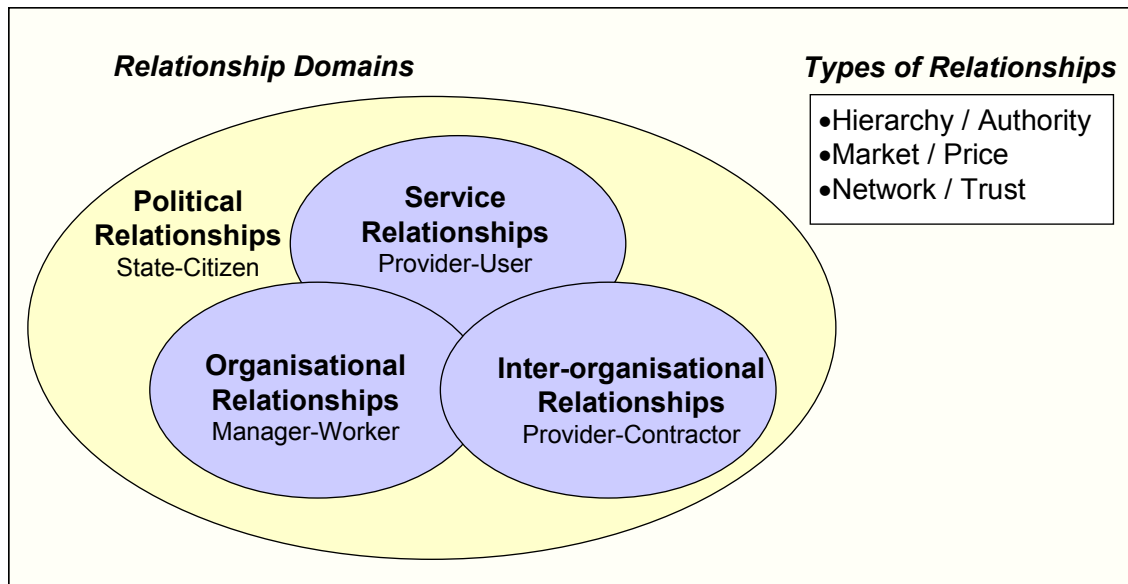 Relationship Domains
Types of Relationships
•Hierarchy / Authority
•Market / Price
•Network / Trust
Political
Relationships
State-Citizen
Service
Relationships
Provider-User
Organisational
Relationships
Manager-Worker
Inter-organisational
Relationships
Provider-Contractor